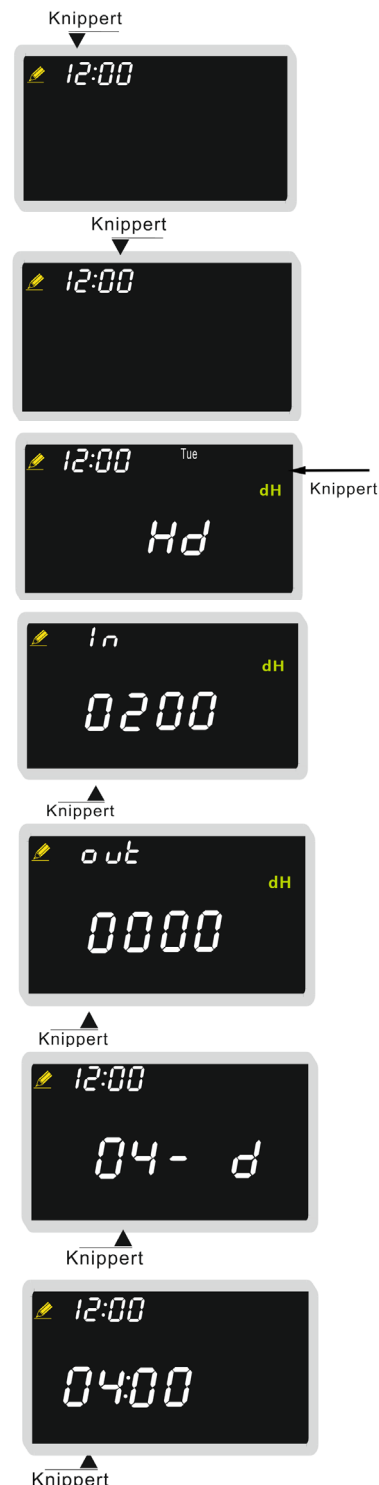 Knippert
12:00
Knippert
12:00
12:00 Tue
dH
Knippert
Hd
In
dH
0200
Knippert
out
dH
0000
Knippert
12:00
04- d
Knippert
12:00
04:00
Knippert